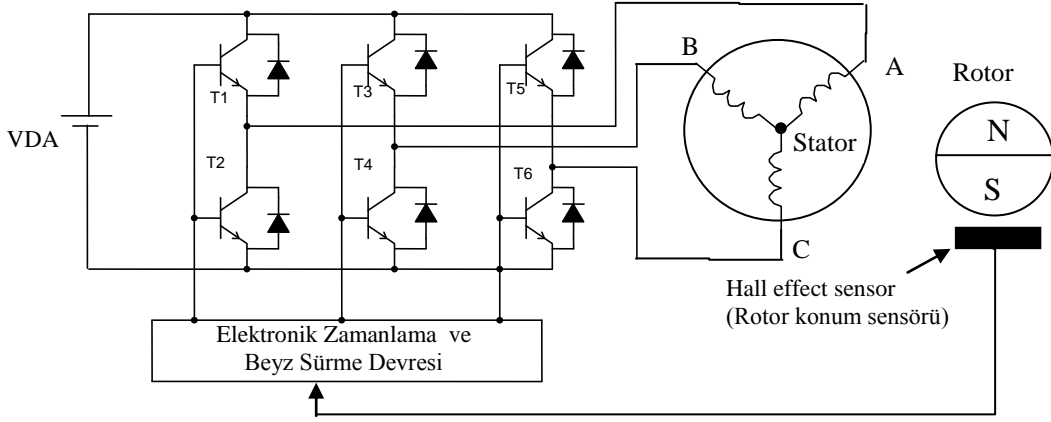 B
A
Rotor
T1
T3
T5
N
VDA
Stator
T2
T4
T6
S
C
Hall effect sensor
(Rotor konum sensörü)
Elektronik Zamanlama ve
Beyz Sürme Devresi